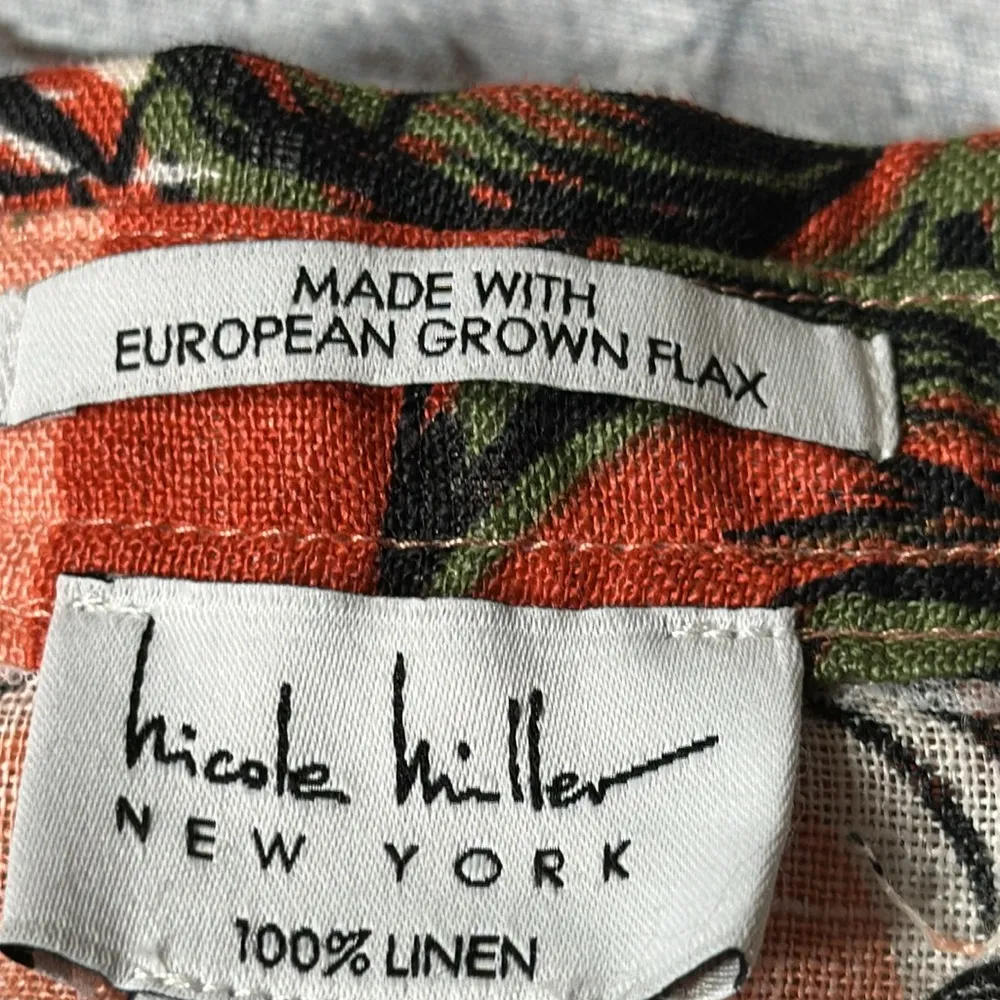 MADE WITH
EUROPEAN GROWN FLAX
nicole miller
NEW YORK
100% LINEN